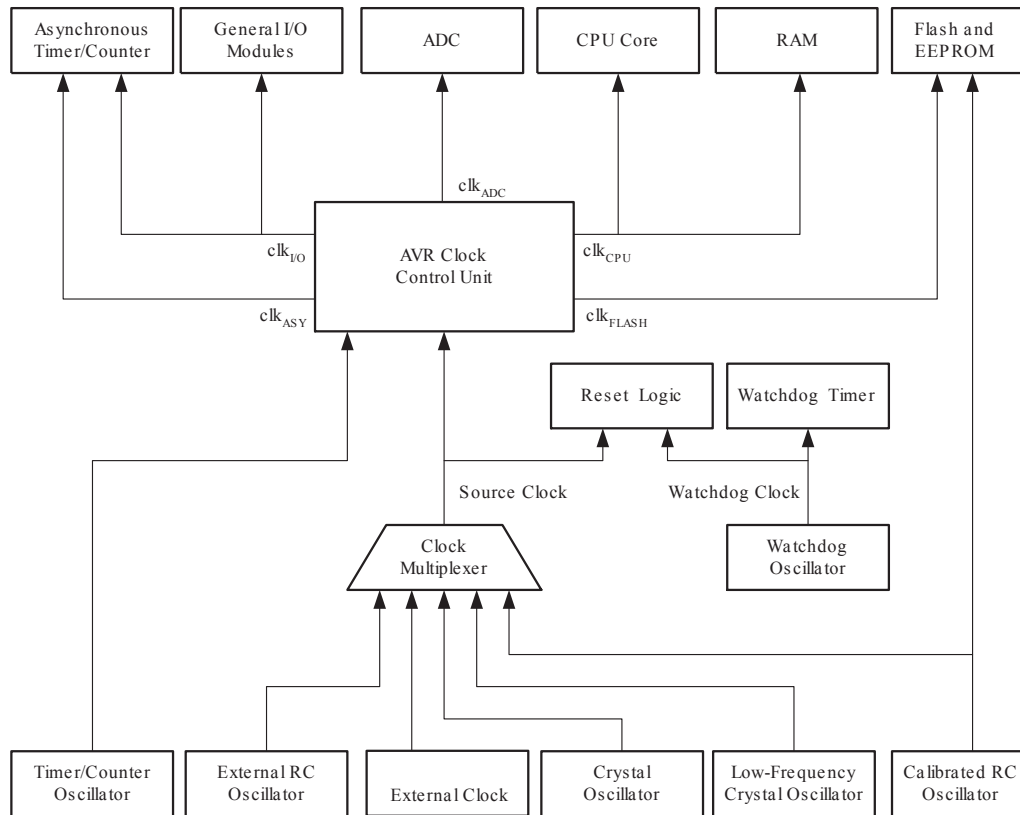 Asynchronous
Timer/Counter
General I/O
Modules
ADC
CPU Core
RAM
Flash and
EEPROM
clkADC
clkI/O
AVR Clock
Control Unit
clkCPU
clkASY
clkFLASH
Reset Logic
Watchdog Timer
Source Clock
Watchdog Clock
Clock
Multiplexer
Watchdog
Oscillator
Timer/Counter
Oscillator
External RC
Oscillator
External Clock
Crystal
Oscillator
Low-Frequency
Crystal Oscillator
Calibrated RC
Oscillator